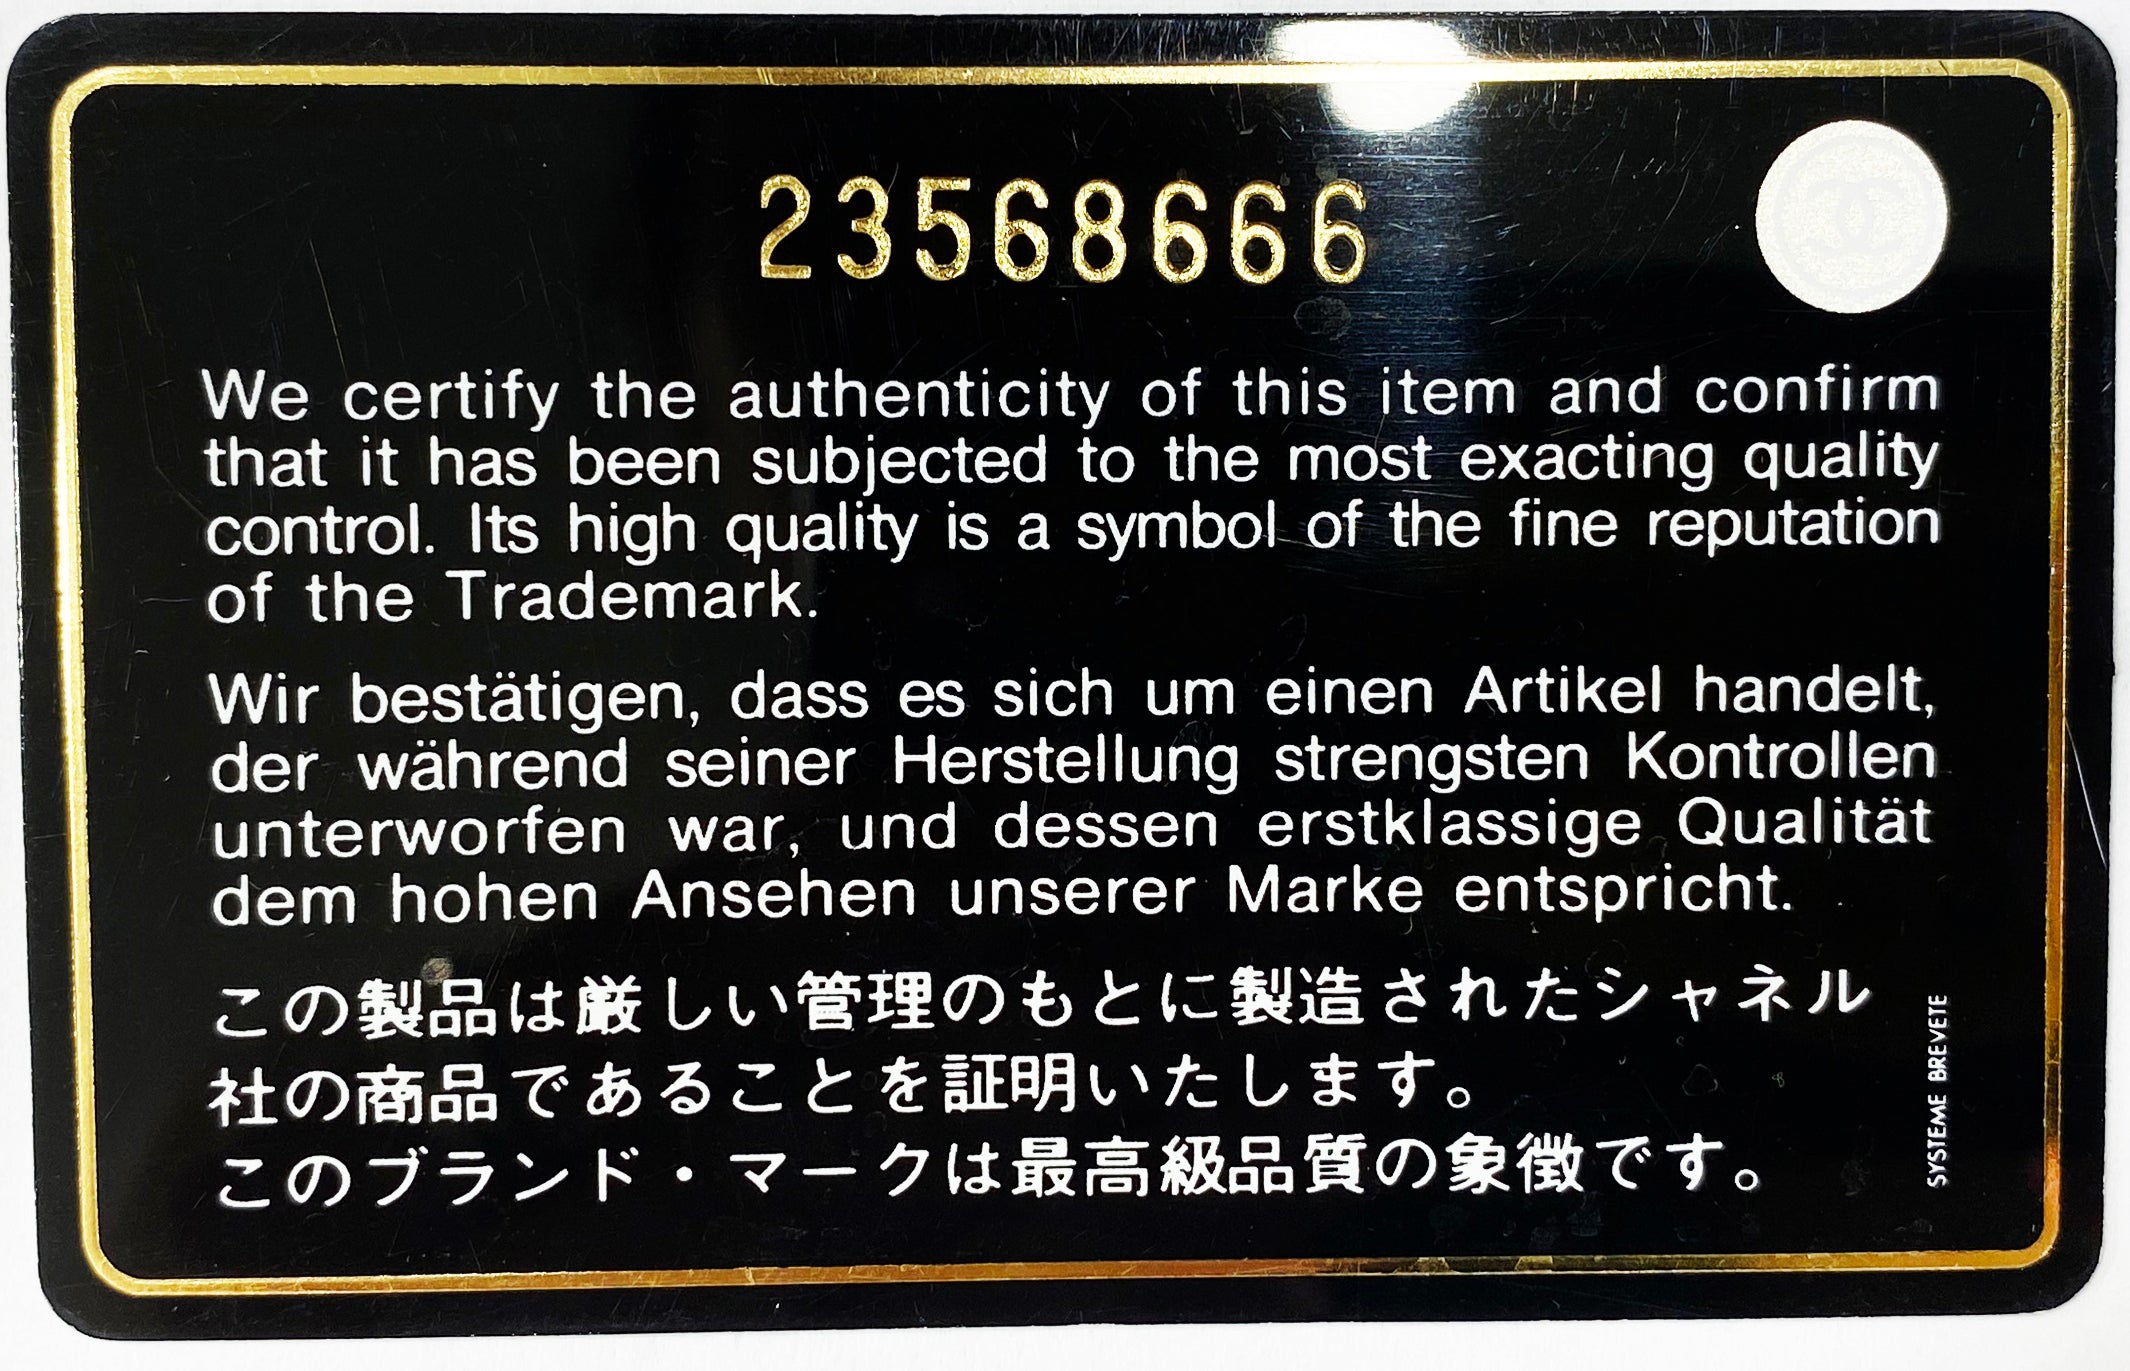 23568666
We certify the authenticity of this item and confirm
that it has been subjected to the most exacting quality
control. Its high quality is a symbol of the fine reputation
of the Trademark.
Wir bestätigen, dass es sich um einen Artikel handelt,
der während seiner Herstellung strengsten Kontrollen
unterworfen war, und dessen erstklassige Qualität
dem hohen Ansehen unserer Marke entspricht.
この製品は厳しい管理のもとに製造されたシャネル
社の商品であることを証明いたします。
このブランド・マークは最高級品質の象徴です。
SYSTEME BREVETE